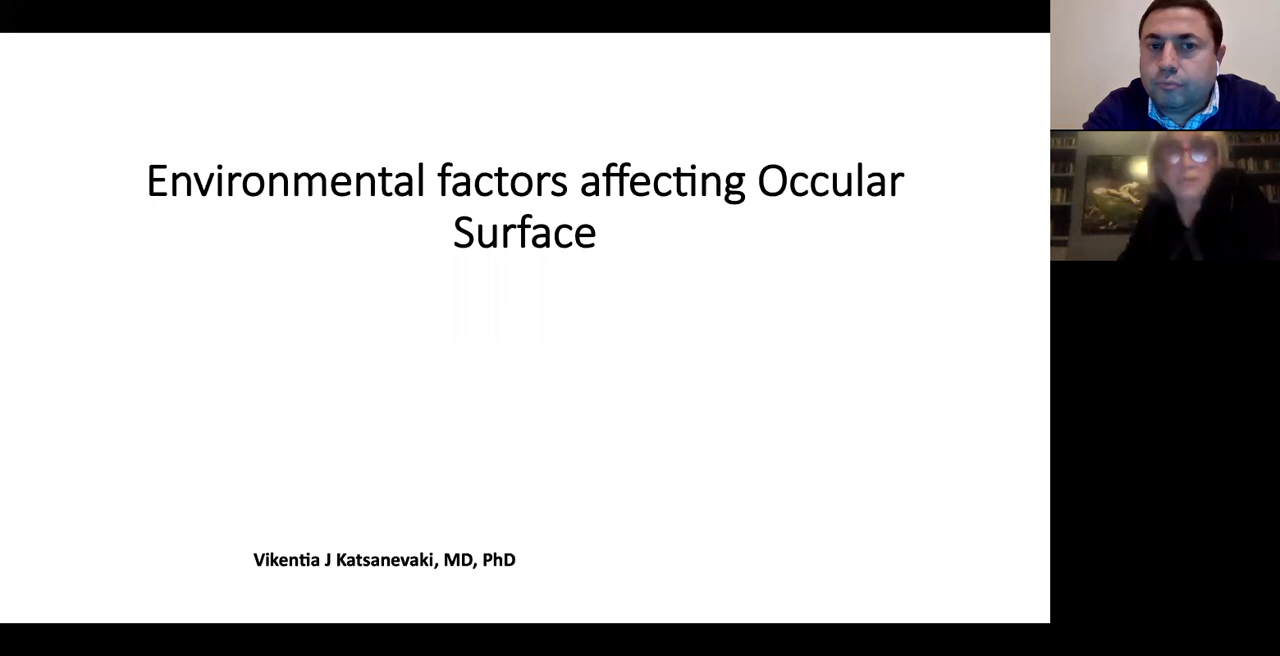 Environmental factors affecting Occular
Surface
Vikentia J Katsanevaki, MD, PhD